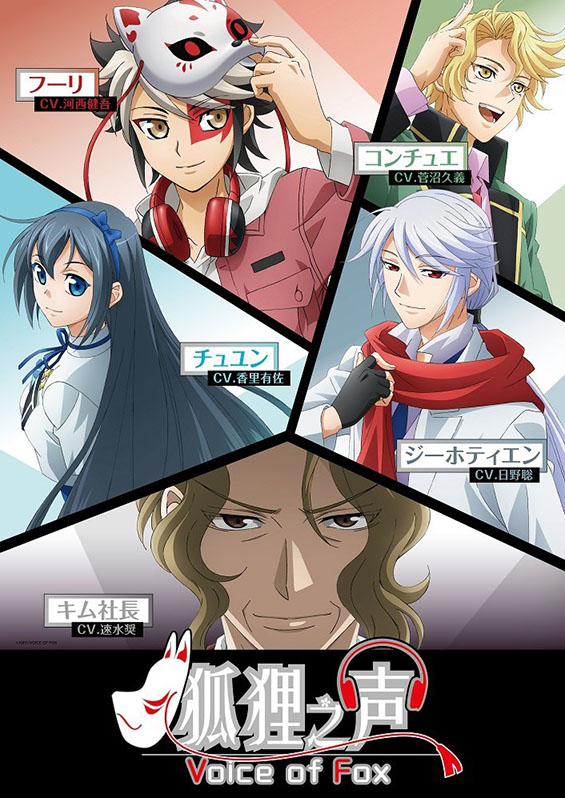 フーリ
CV.河西健吾
コンチュエ
CV.菅沼久義
チュユン
CV.香里有佐
ジーホティエン
CV.日野聡
キム社長
CV.速水奨
狐狸之声
Voice of Fox